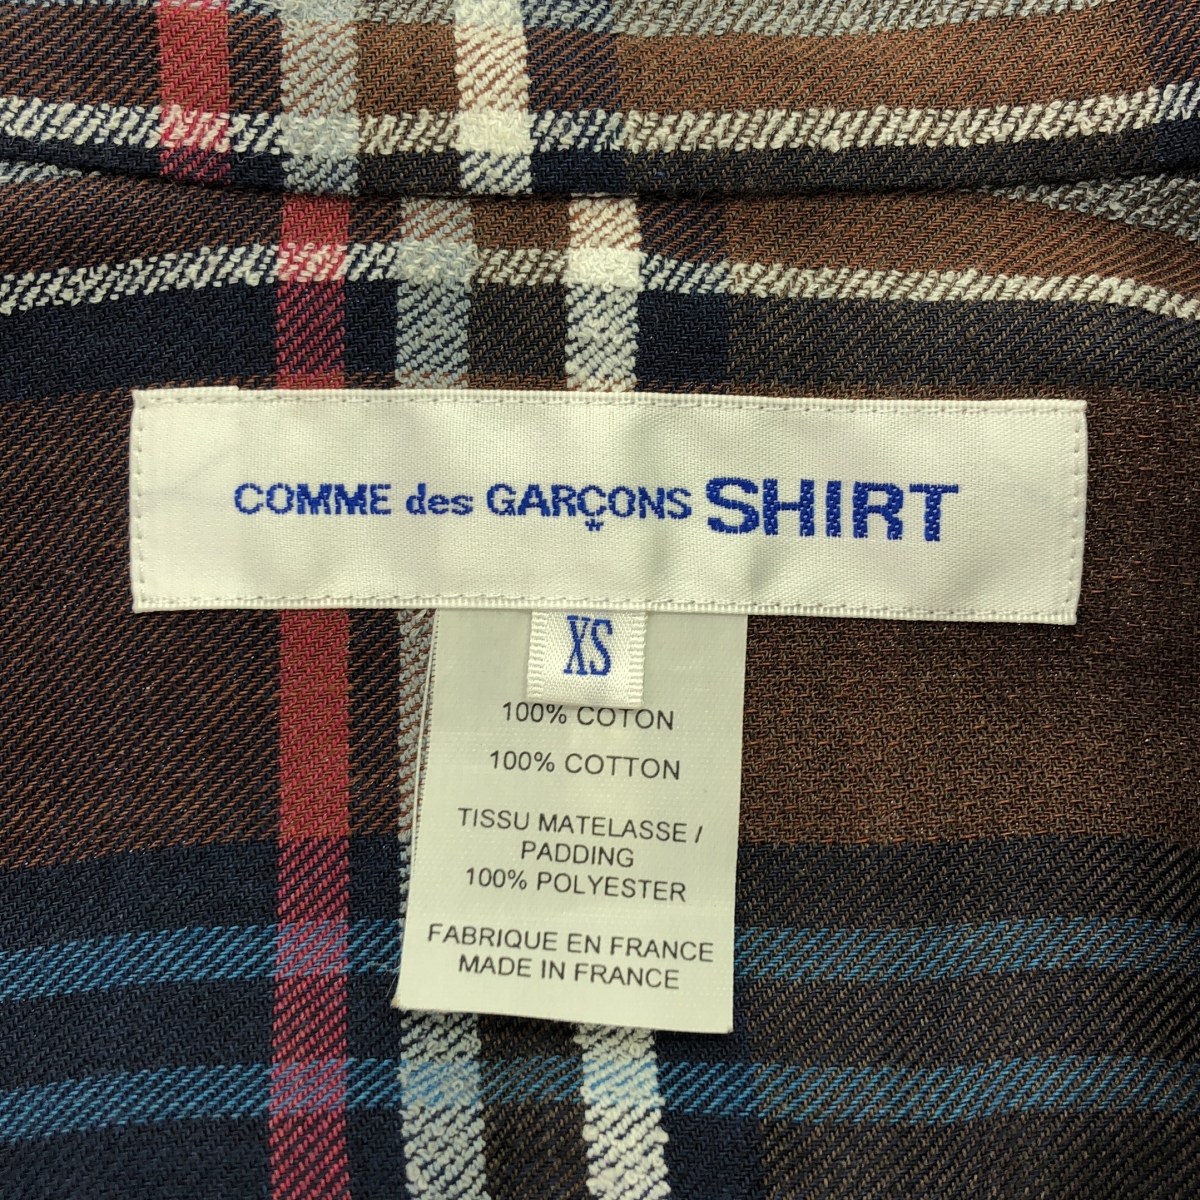 COMME des GARÇONS SHIRT
XS
100% COTON
100% COTTON
TISSU MATELASSE /
PADDING
100% POLYESTER
FABRIQUE EN FRANCE
MADE IN FRANCE